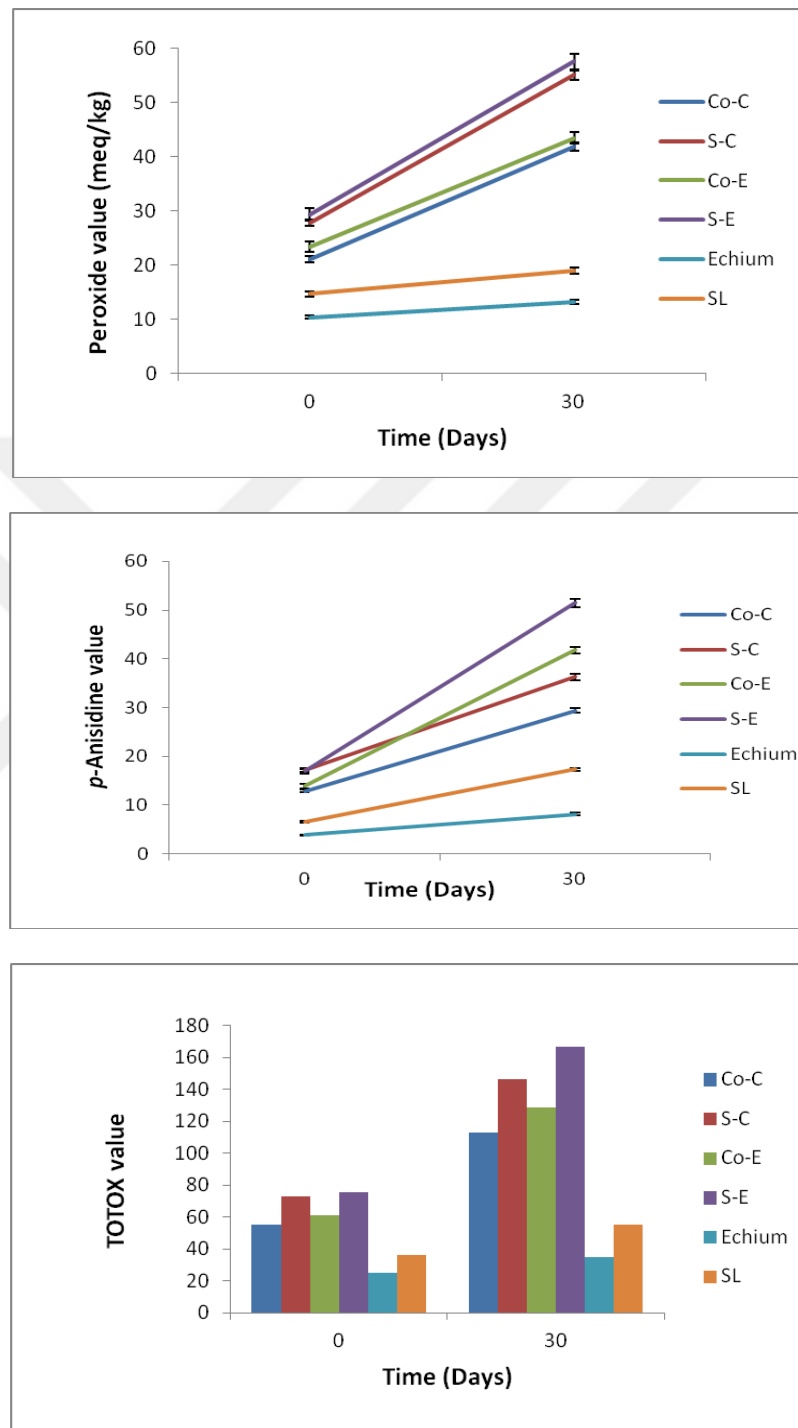 Peroxide value (meq/kg)
60
50
40
30
20
10
0
0
30
Time (Days)
Co-C
S-C
Co-E
S-E
Echium
SL
p-Anisidine value
60
50
40
30
20
10
0
0
30
Time (Days)
Co-C
S-C
Co-E
S-E
Echium
SL
TOTOX value
180
160
140
120
100
80
60
40
20
0
0
30
Time (Days)
Co-C
S-C
Co-E
S-E
Echium
SL